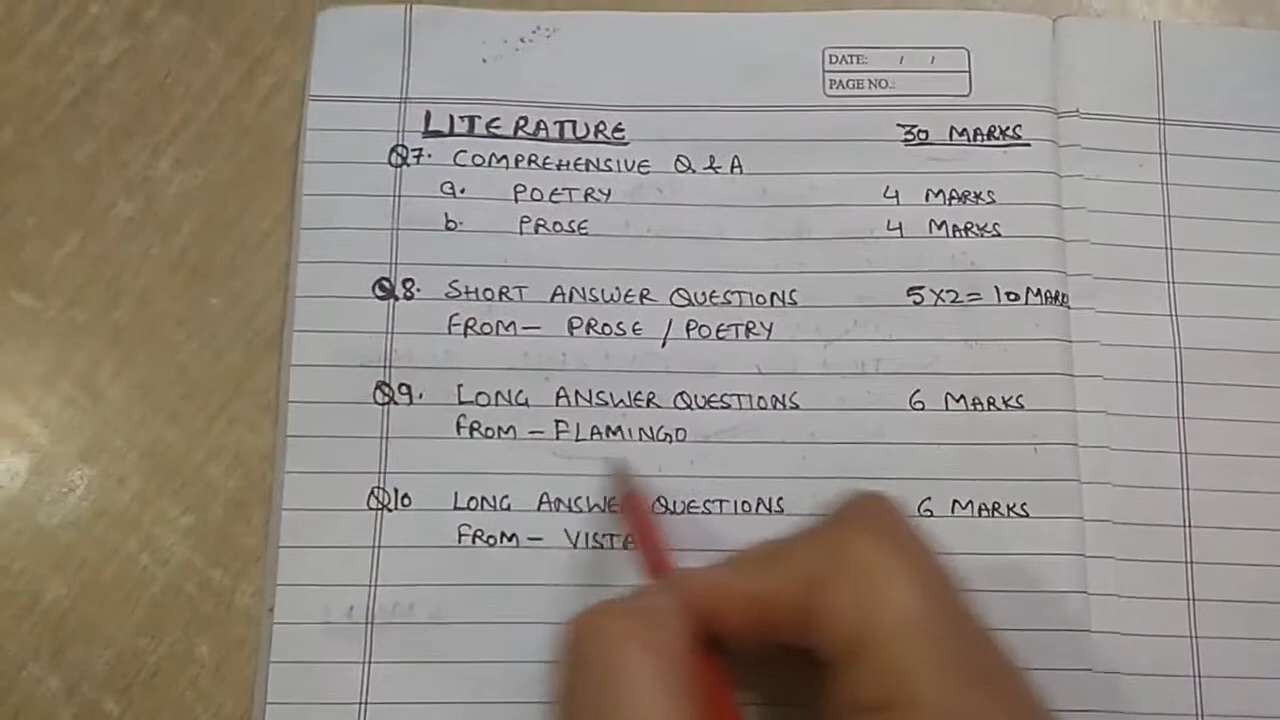 DATE: / /
PAGE NO.:
LITERATURE 30 MARKS
Q7. COMPREHENSIVE Q & A
a. POETRY 4 MARKS
b. PROSE 4 MARKS
Q8. SHORT ANSWER QUESTIONS 5X2=10 MARK
FROM- PROSE / POETRY
Q9. LONG ANSWER QUESTIONS 6 MARKS
FROM - FLAMINGO
Q10 LONG ANSWER QUESTIONS 6 MARKS
FROM- VISTA